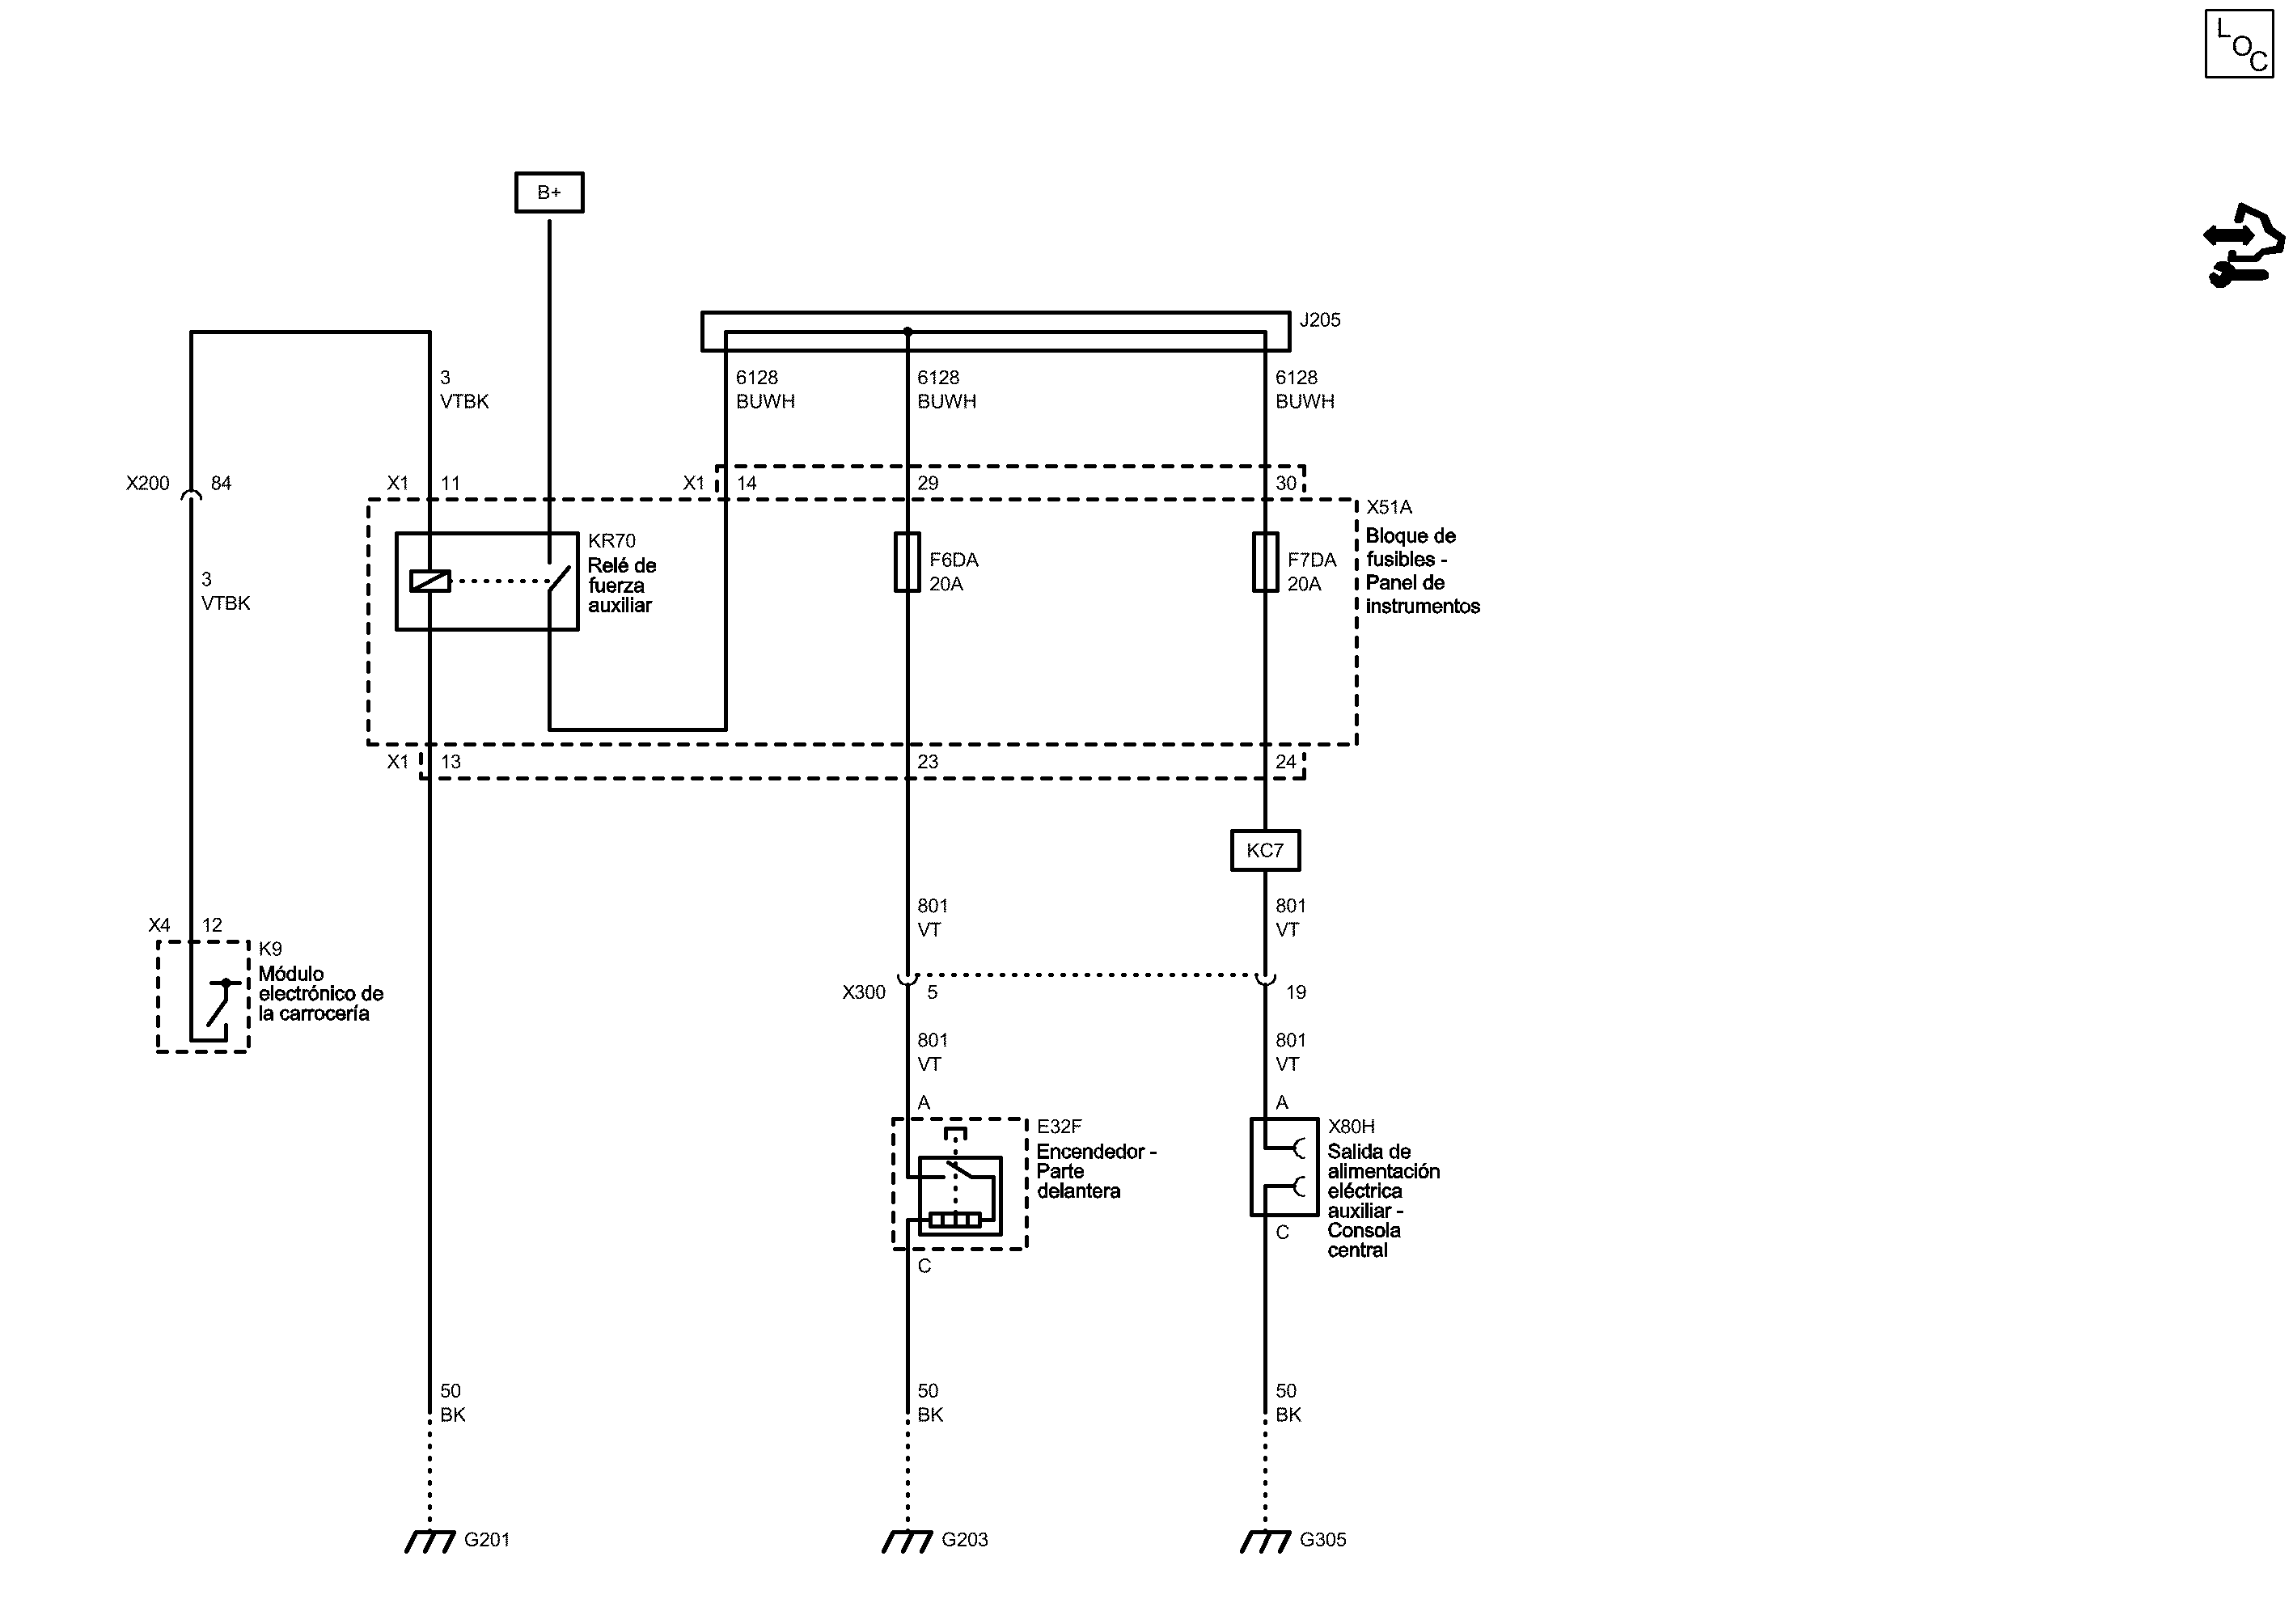 LOC
B+
J205
3
VTBK
6128
BUWH
6128
BUWH
6128
BUWH
X200 84
X1 11
X1 14
29
30
X51A
Bloque de
fusibles -
Panel de
instrumentos
KR70
Relé de
fuerza
auxiliar
F6DA
20A
F7DA
20A
3
VTBK
X1 13
23
24
KC7
801
VT
801
VT
X4 12
K9
Módulo
electrónico de
la carrocería
X300 5
19
801
VT
801
VT
A
A
E32F
Encendedor -
Parte
delantera
X80H
Salida de
alimentación
eléctrica
auxiliar -
Consola
central
C
C
50
BK
50
BK
50
BK
G201
G203
G305